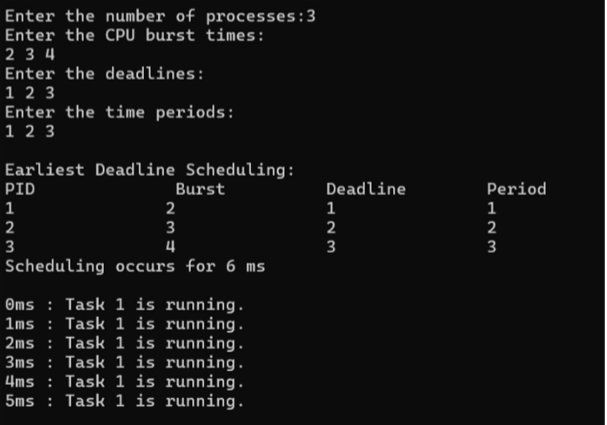 Enter the number of processes:3
Enter the CPU burst times:
2 3 4
Enter the deadlines:
1 2 3
Enter the time periods:
1 2 3
Earliest Deadline Scheduling:
PID Burst Deadline Period
1 2 1 1
2 3 2 2
3 4 3 3
Scheduling occurs for 6 ms
0ms : Task 1 is running.
1ms : Task 1 is running.
2ms : Task 1 is running.
3ms : Task 1 is running.
4ms : Task 1 is running.
5ms : Task 1 is running.